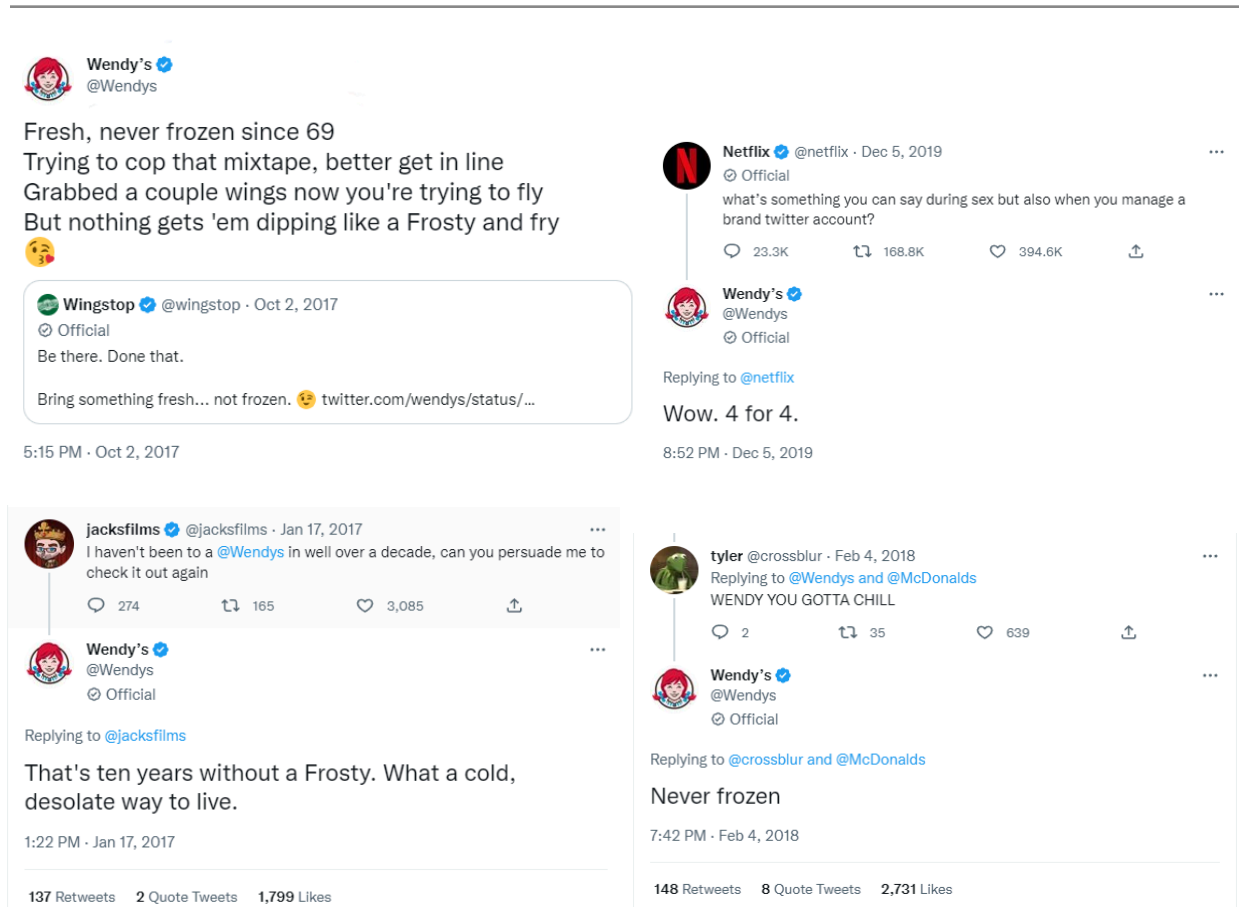 Wendy's
@Wendys
Fresh, never frozen since 69
Trying to cop that mixtape, better get in line
Grabbed a couple wings now you're trying to fly
But nothing gets 'em dipping like a Frosty and fry
😘
Wingstop @wingstop · Oct 2, 2017
Official
Be there. Done that.
Bring something fresh... not frozen. 😉 twitter.com/wendys/status/...
5:15 PM · Oct 2, 2017
Netflix @netflix · Dec 5, 2019
Official
what's something you can say during sex but also when you manage a
brand twitter account?
23.3K 168.8K 394.6K
Wendy's
@Wendys
Official
Replying to @netflix
Wow. 4 for 4.
8:52 PM · Dec 5, 2019
jacksfilms @jacksfilms · Jan 17, 2017
I haven't been to a @Wendys in well over a decade, can you persuade me to
check it out again
274 165 3,085
Wendy's
@Wendys
Official
Replying to @jacksfilms
That's ten years without a Frosty. What a cold,
desolate way to live.
1:22 PM · Jan 17, 2017
137 Retweets 2 Quote Tweets 1,799 Likes
tyler @crossblur · Feb 4, 2018
Replying to @Wendys and @McDonalds
WENDY YOU GOTTA CHILL
2 35 639
Wendy's
@Wendys
Official
Replying to @crossblur and @McDonalds
Never frozen
7:42 PM · Feb 4, 2018
148 Retweets 8 Quote Tweets 2,731 Likes